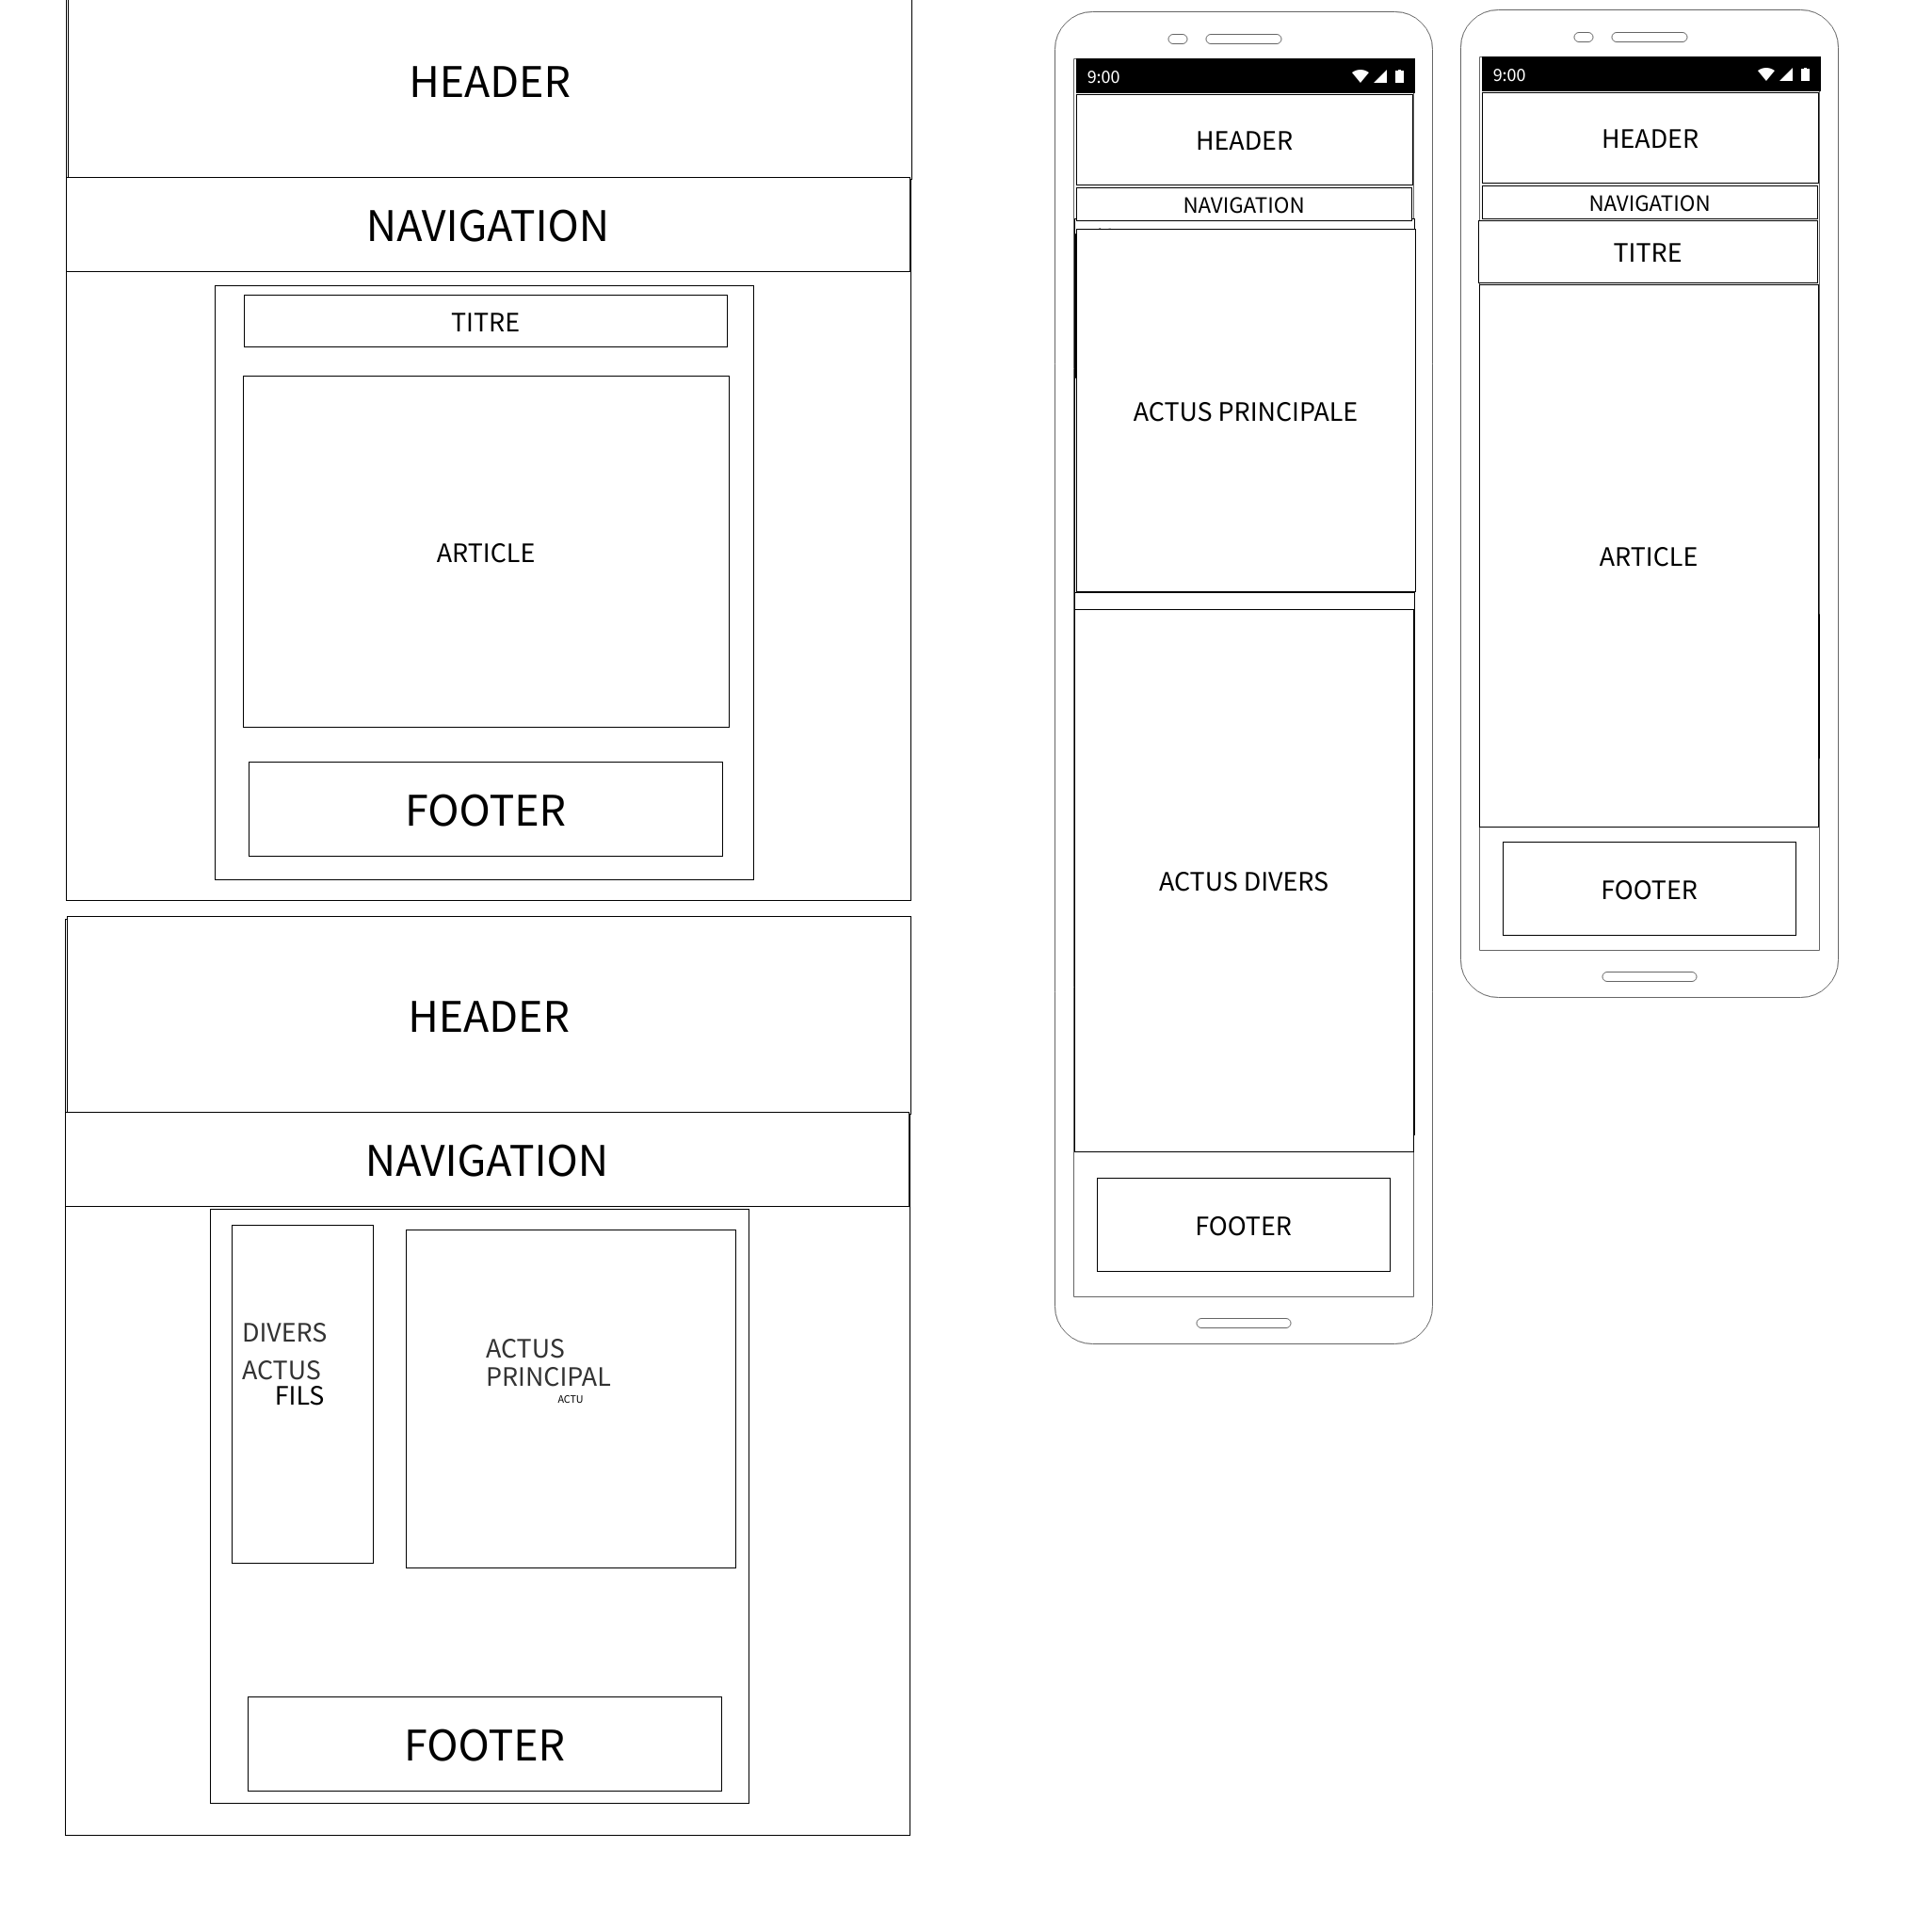 HEADER
NAVIGATION
TITRE
ARTICLE
FOOTER
HEADER
NAVIGATION
DIVERS
ACTUS
FILS
ACTUS
PRINCIPAL
ACTU
FOOTER
9:00
HEADER
NAVIGATION
ACTUS PRINCIPALE
ACTUS DIVERS
FOOTER
9:00
HEADER
NAVIGATION
TITRE
ARTICLE
FOOTER